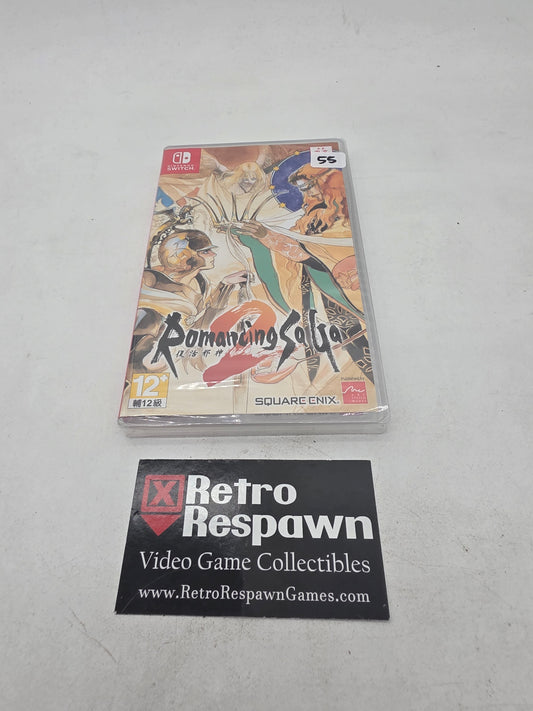 NINTENDO
SWITCH
55
Romancing SaGa
2
復活邪神
12+
輔12級
SQUARE ENIX.
X Retro
Respawn
Video Game Collectibles
www.RetroRespawnGames.com